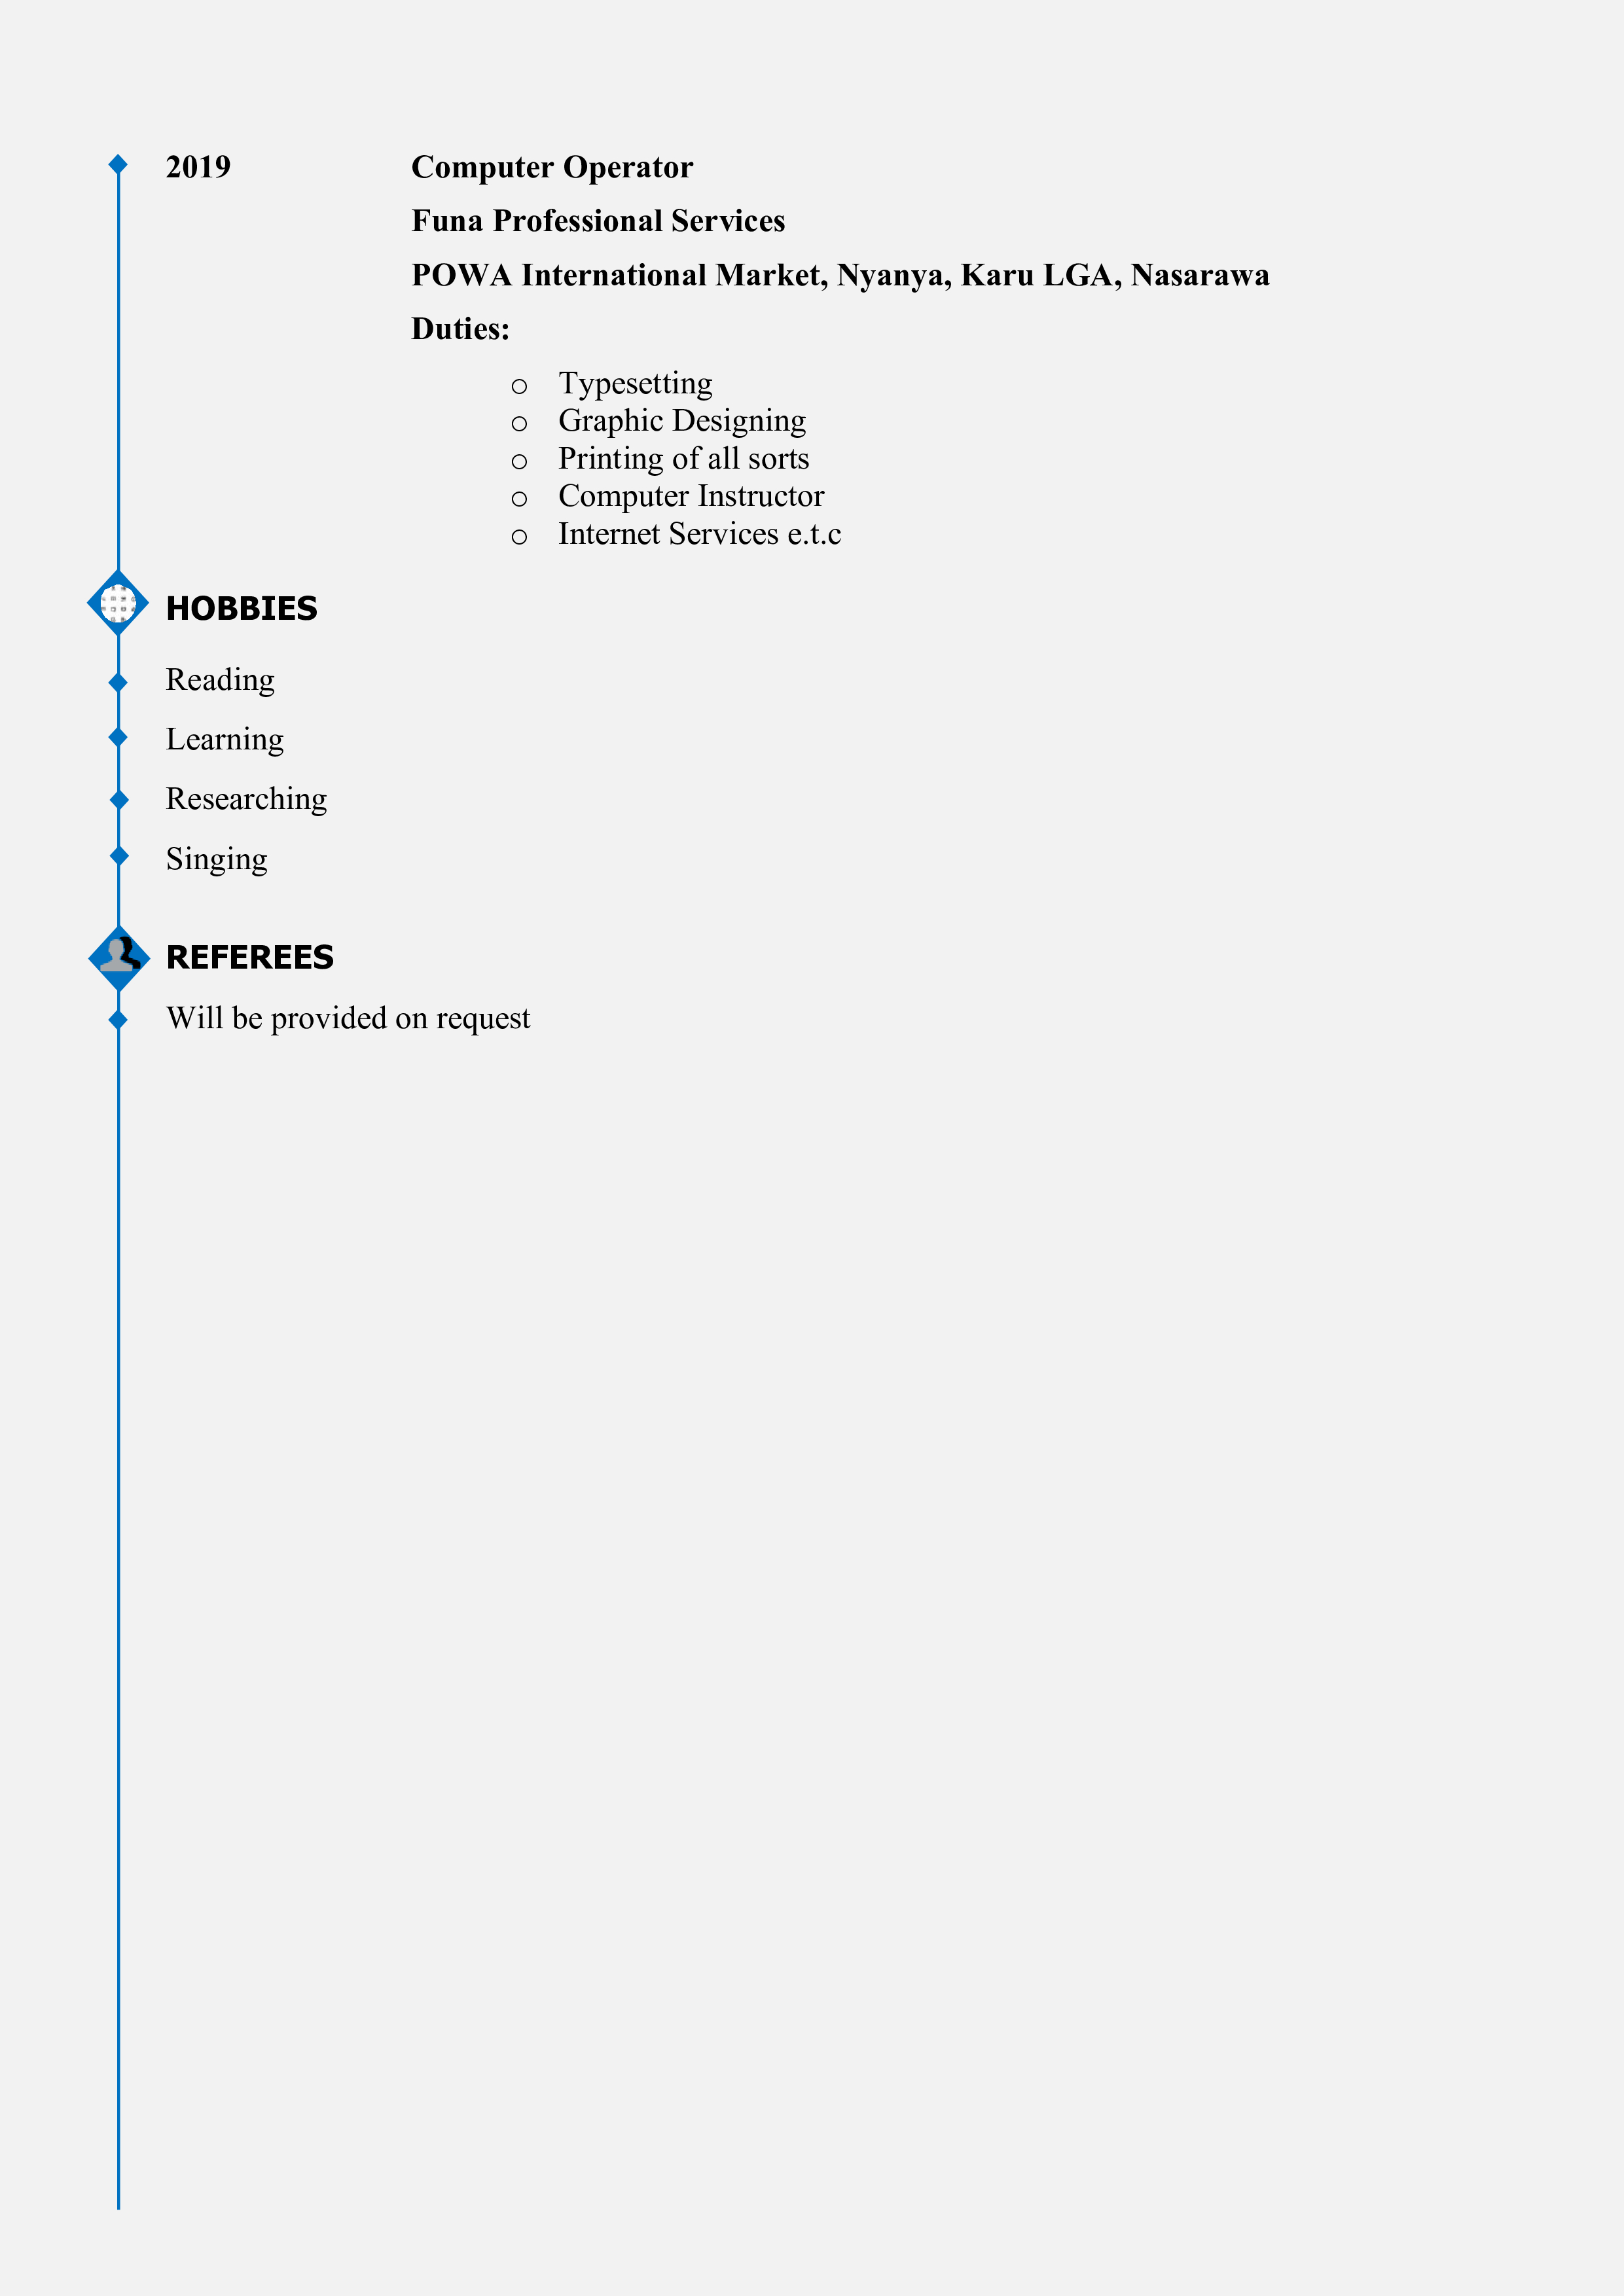 2019 Computer Operator
Funa Professional Services
POWA International Market, Nyanya, Karu LGA, Nasarawa
Duties:
o Typesetting
o Graphic Designing
o Printing of all sorts
o Computer Instructor
o Internet Services e.t.c
HOBBIES
Reading
Learning
Researching
Singing
REFEREES
Will be provided on request